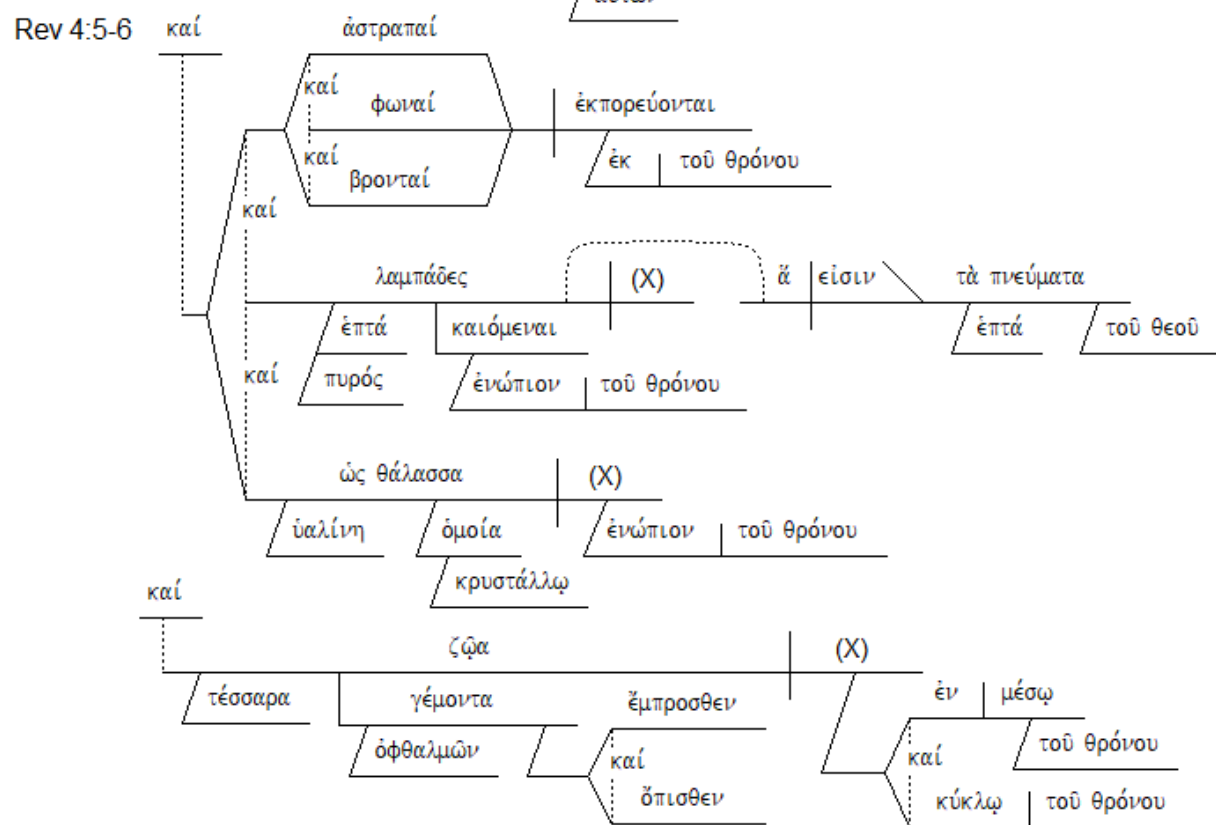 αὐτῶν
Rev 4:5-6 καί ἀστραπαί
καί
φωναί ἐκπορεύονται
καί ἐκ τοῦ θρόνου
βρονταί
καί
λαμπάδες (X) ἅ εἰσιν τὰ πνεύματα
ἑπτά καιόμεναι ἑπτά τοῦ θεοῦ
καί πυρός ἐνώπιον τοῦ θρόνου
ὡς θάλασσα (X)
ὑαλίνη ὁμοία ἐνώπιον τοῦ θρόνου
κρυστάλλῳ
καί
ζῷα (X)
τέσσαρα γέμοντα ἔμπροσθεν ἐν μέσῳ
ὀφθαλμῶν καί καί τοῦ θρόνου
ὄπισθεν κύκλῳ τοῦ θρόνου